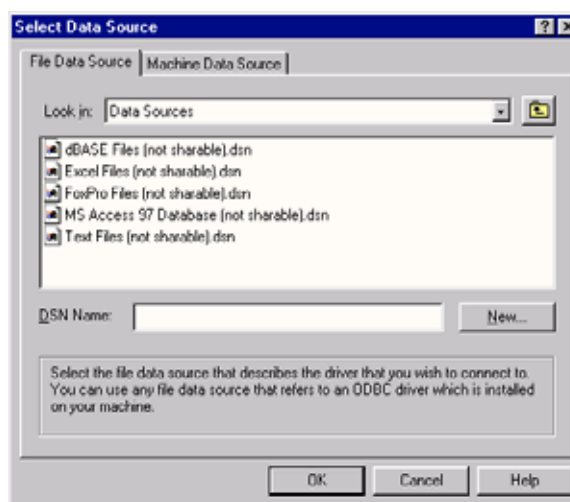 Select Data Source
File Data Source
Machine Data Source
Look in:
Data Sources
dBASE Files (not sharable).dsn
Excel Files (not sharable).dsn
FoxPro Files (not sharable).dsn
MS Access 97 Database (not sharable).dsn
Text Files (not sharable).dsn
DSN Name:
New...
Select the file data source that describes the driver that you wish to connect to.
You can use any file data source that refers to an ODBC driver which is installed
on your machine.
OK
Cancel
Help